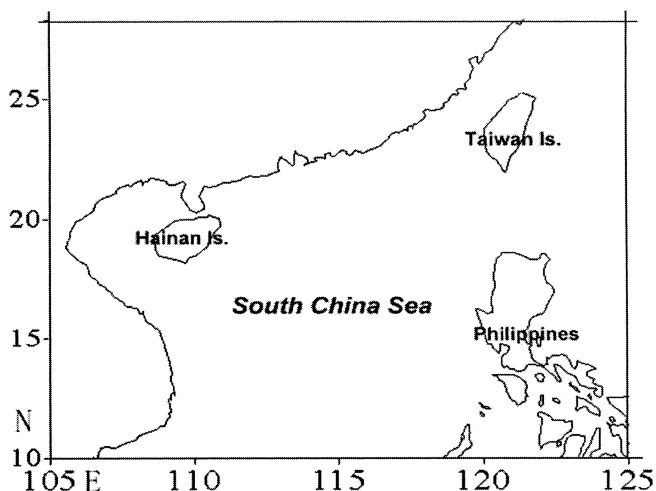 25
Taiwan Is.
20
Hainan Is.
South China Sea
15
Philippines
N
10
105 E 110 115 120 125